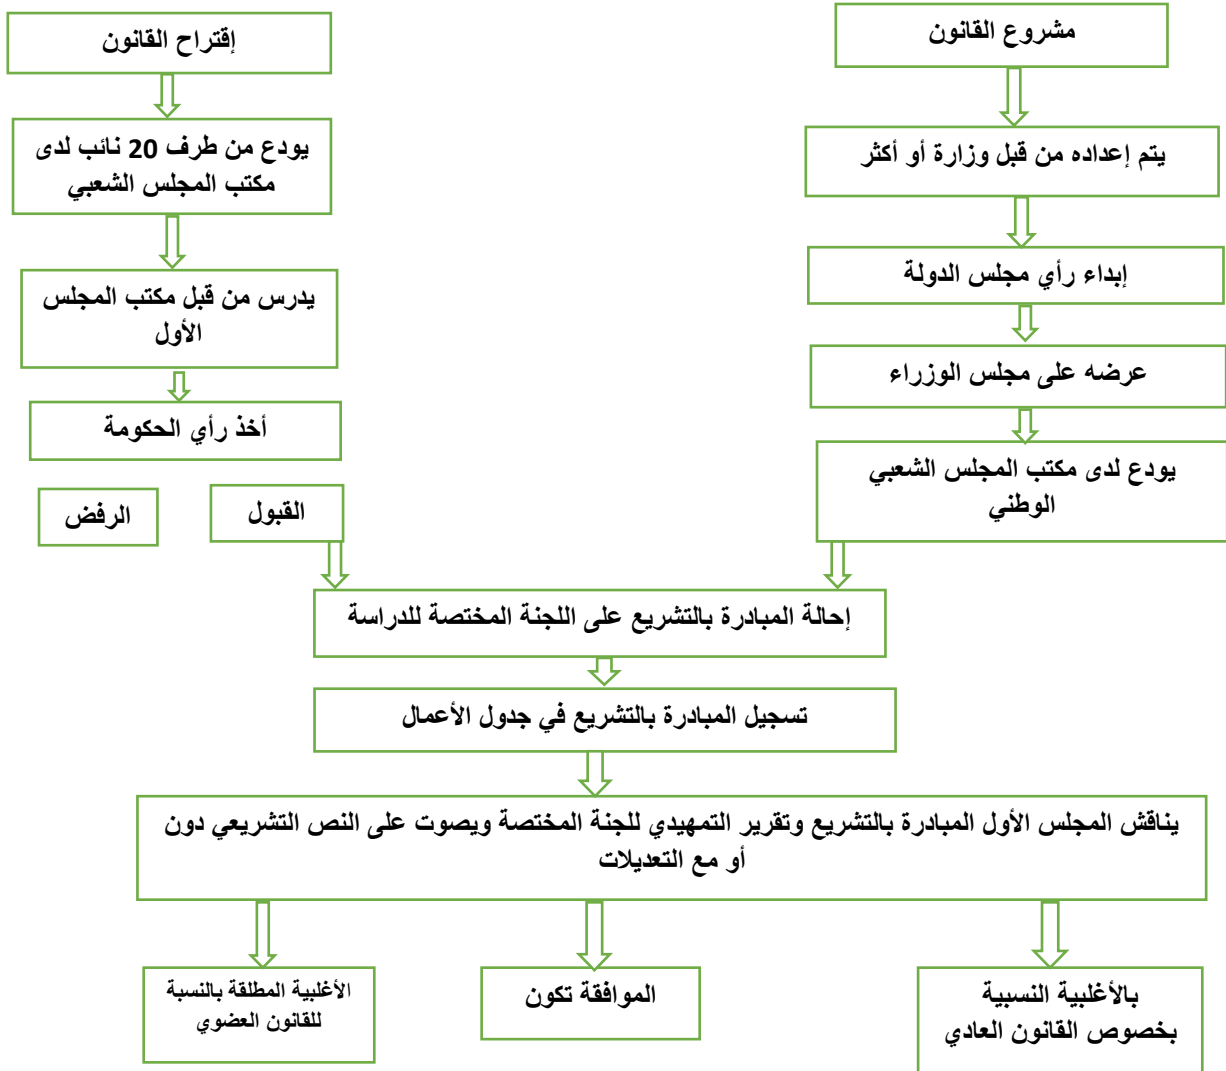 مشروع القانون
يتم إعداده من قبل وزارة أو أكثر
إبداء رأي مجلس الدولة
عرضه على مجلس الوزراء
يودع لدى مكتب المجلس الشعبي
الوطني
إقتراح القانون
يودع من طرف 20 نائب لدى
مكتب المجلس الشعبي
يدرس من قبل مكتب المجلس
الأول
أخذ رأي الحكومة
القبول
الرفض
إحالة المبادرة بالتشريع على اللجنة المختصة للدراسة
تسجيل المبادرة بالتشريع في جدول الأعمال
يناقش المجلس الأول المبادرة بالتشريع وتقرير التمهيدي للجنة المختصة ويصوت على النص التشريعي دون
أو مع التعديلات
بالأغلبية النسبية
بخصوص القانون العادي
الموافقة تكون
الأغلبية المطلقة بالنسبة
للقانون العضوي